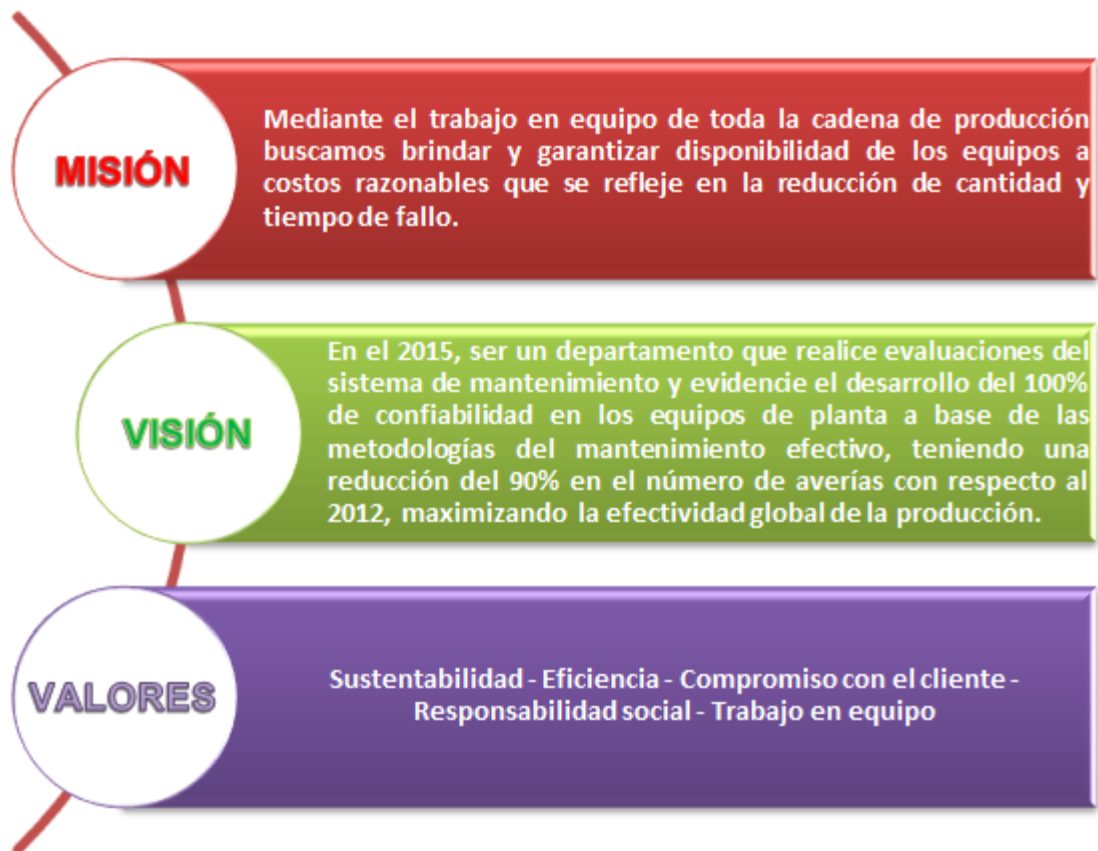 MISIÓN
Mediante el trabajo en equipo de toda la cadena de producción
buscamos brindar y garantizar disponibilidad de los equipos a
costos razonables que se refleje en la reducción de cantidad y
tiempo de fallo.
VISIÓN
En el 2015, ser un departamento que realice evaluaciones del
sistema de mantenimiento y evidencie el desarrollo del 100%
de confiabilidad en los equipos de planta a base de las
metodologías del mantenimiento efectivo, teniendo una
reducción del 90% en el número de averías con respecto al
2012, maximizando la efectividad global de la producción.
VALORES
Sustentabilidad - Eficiencia - Compromiso con el cliente -
Responsabilidad social - Trabajo en equipo